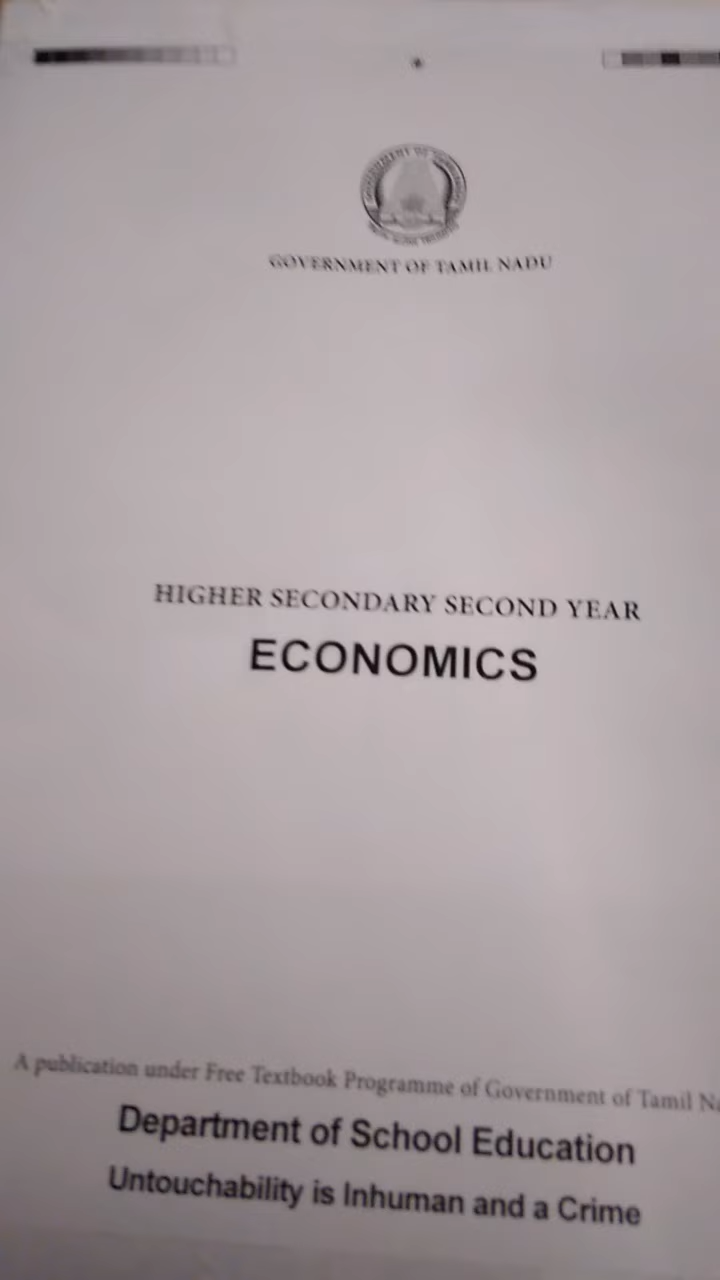 GOVERNMENT OF TAMIL NADU
HIGHER SECONDARY SECOND YEAR
ECONOMICS
A publication under Free Textbook Programme of Government of Tamil
Department of School Education
Untouchability is Inhuman and a Crime